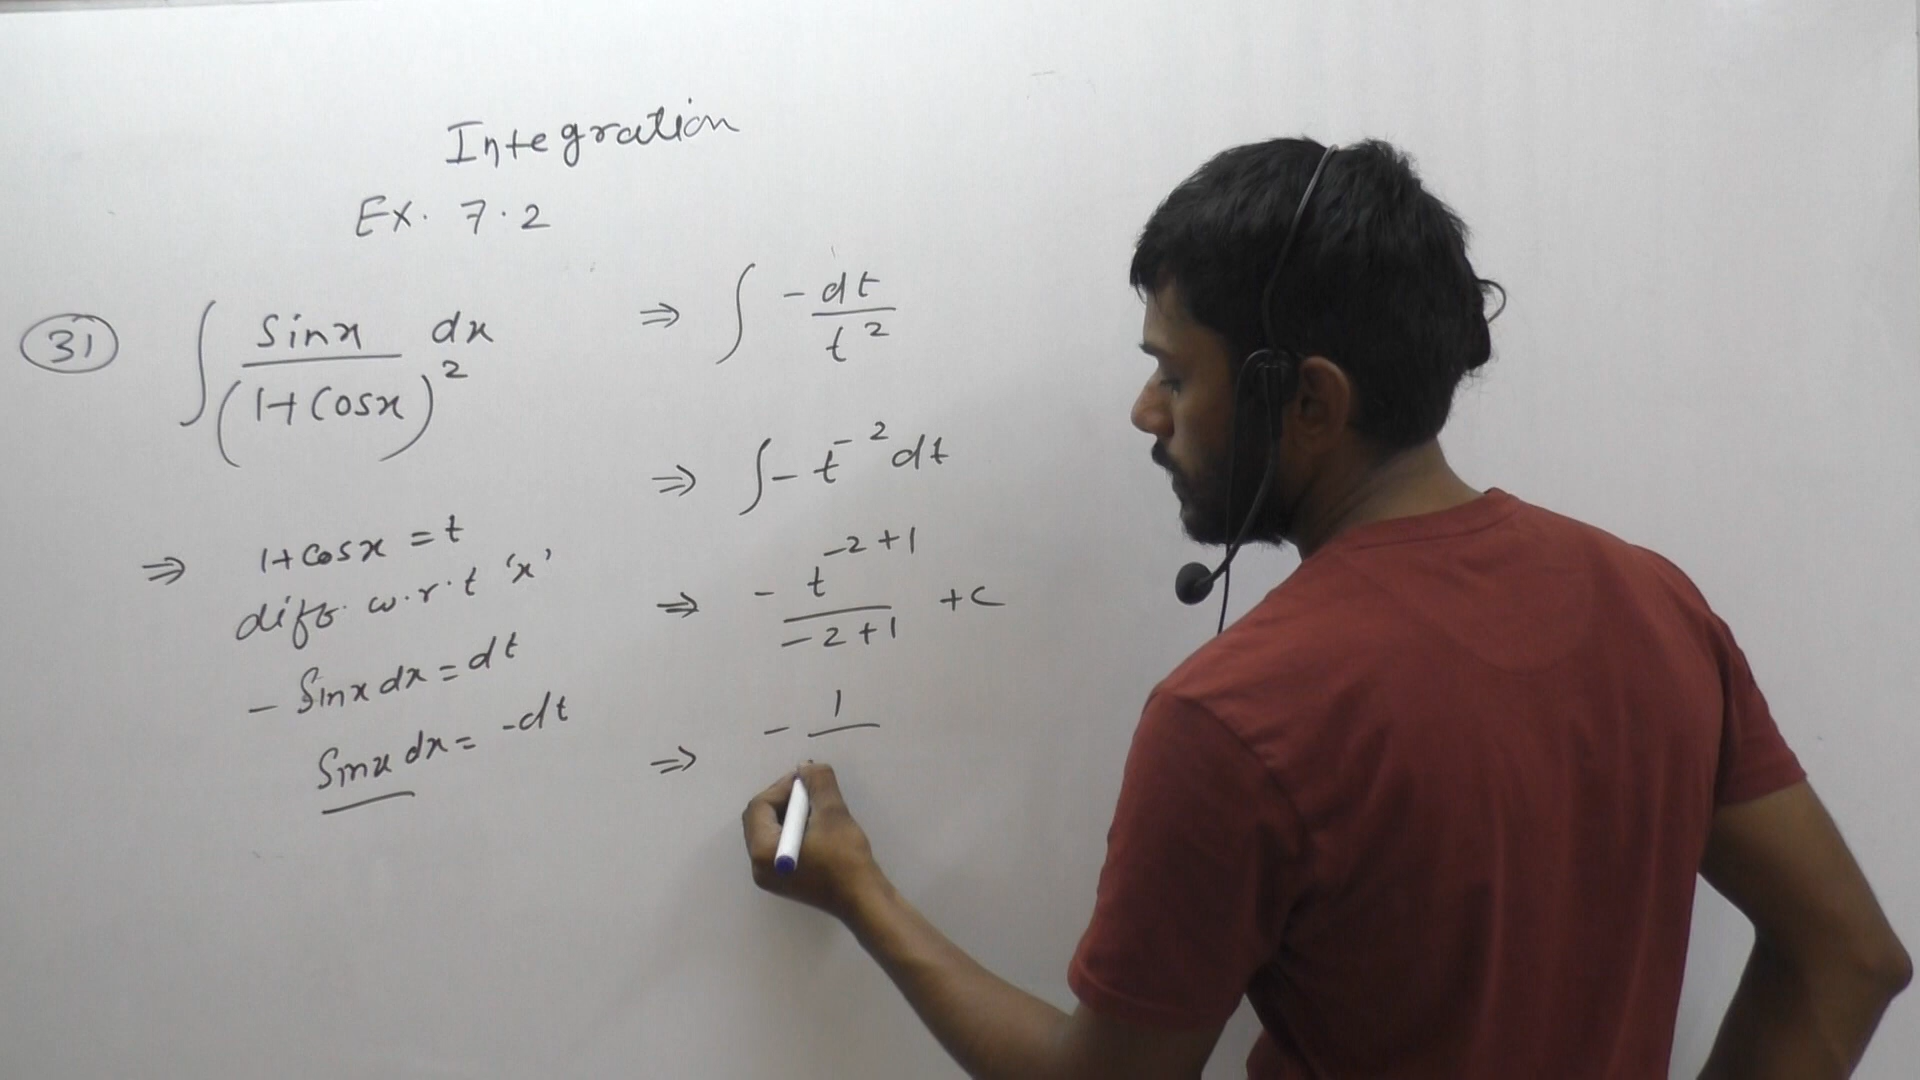 Integration
Ex. 7.2
31 ∫ sinx/(1+cosx)² dx
⇒ 1+cosx = t
diff. w.r.t 'x'
- Sinx dx = dt
Sinx dx = -dt
⇒ ∫ -dt/t²
⇒ ∫ - t⁻² dt
⇒ - t⁻²⁺¹/-2+1 + c
⇒ - 1/